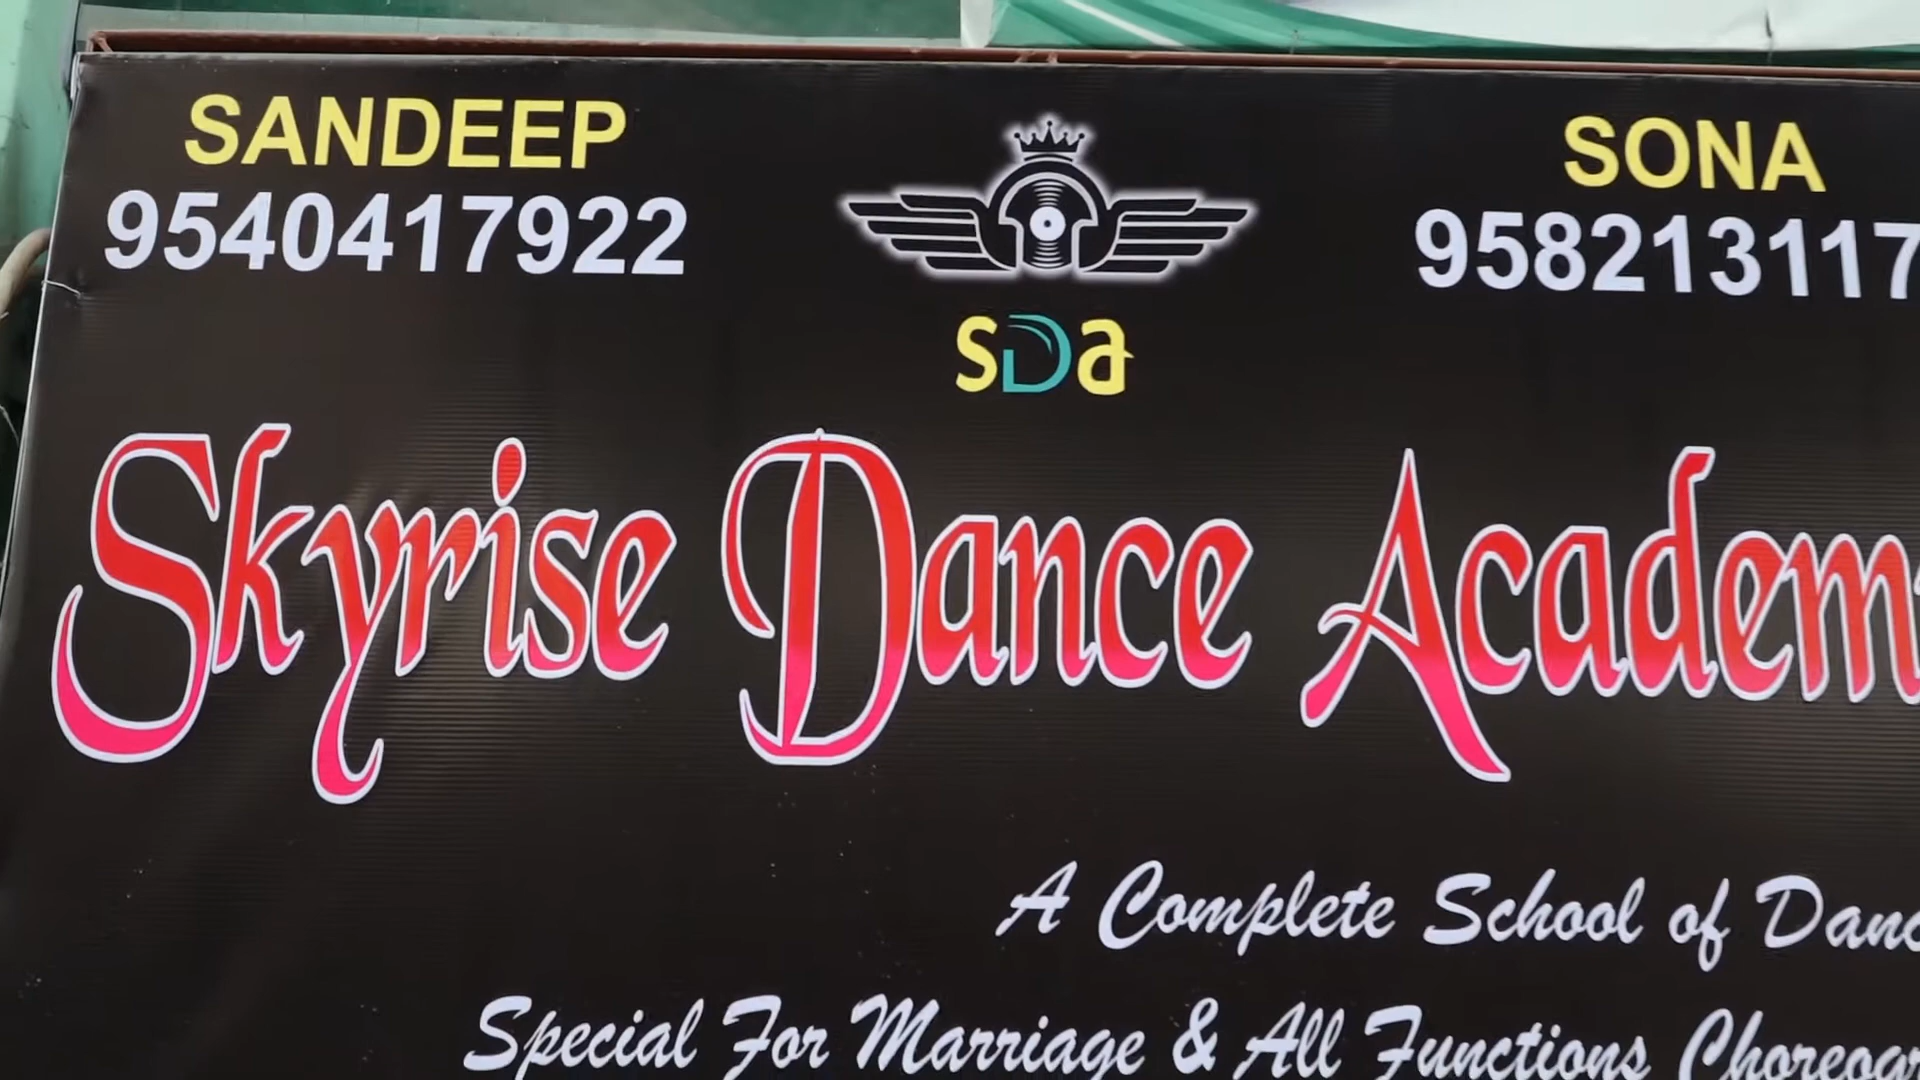 SANDEEP
9540417922
SONA
958213117
SDa
Skyrise Dance Academ
A Complete School of Danc
Special For Marriage & All Functions Choreogr